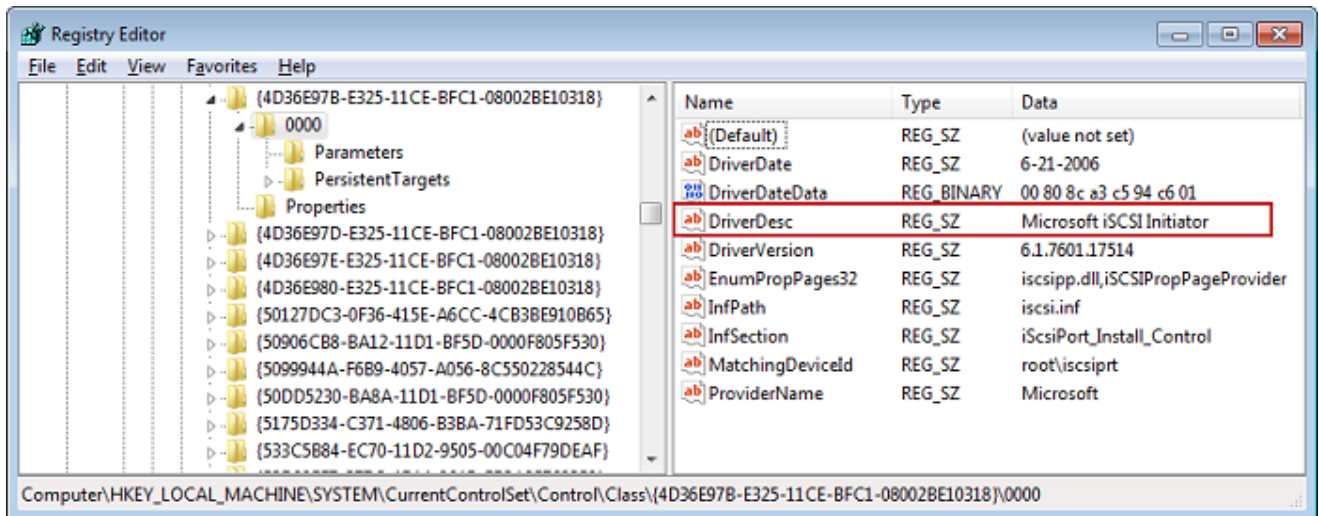 Registry Editor
File Edit View Favorites Help
{4D36E97B-E325-11CE-BFC1-08002BE10318}
0000
Parameters
PersistentTargets
Properties
{4D36E97D-E325-11CE-BFC1-08002BE10318}
{4D36E97E-E325-11CE-BFC1-08002BE10318}
{4D36E980-E325-11CE-BFC1-08002BE10318}
{50127DC3-0F36-415E-A6CC-4CB3BE910B65}
{50906CB8-BA12-11D1-BF5D-0000F805F530}
{5099944A-F6B9-4057-A056-8C550228544C}
{50DD5230-BA8A-11D1-BF5D-0000F805F530}
{5175D334-C371-4806-B3BA-71FD53C9258D}
{533C5B84-EC70-11D2-9505-00C04F79DEAF}
Name Type Data
(Default) REG_SZ (value not set)
DriverDate REG_SZ 6-21-2006
DriverDateData REG_BINARY 00 80 8c a3 c5 94 c6 01
DriverDesc REG_SZ Microsoft iSCSI Initiator
DriverVersion REG_SZ 6.1.7601.17514
EnumPropPages32 REG_SZ iscsipp.dll,iSCSIPropPageProvider
InfPath REG_SZ iscsi.inf
InfSection REG_SZ iScsiPort_Install_Control
MatchingDeviceId REG_SZ root\iscsiprt
ProviderName REG_SZ Microsoft
Computer\HKEY_LOCAL_MACHINE\SYSTEM\CurrentControlSet\Control\Class\{4D36E97B-E325-11CE-BFC1-08002BE10318}\0000